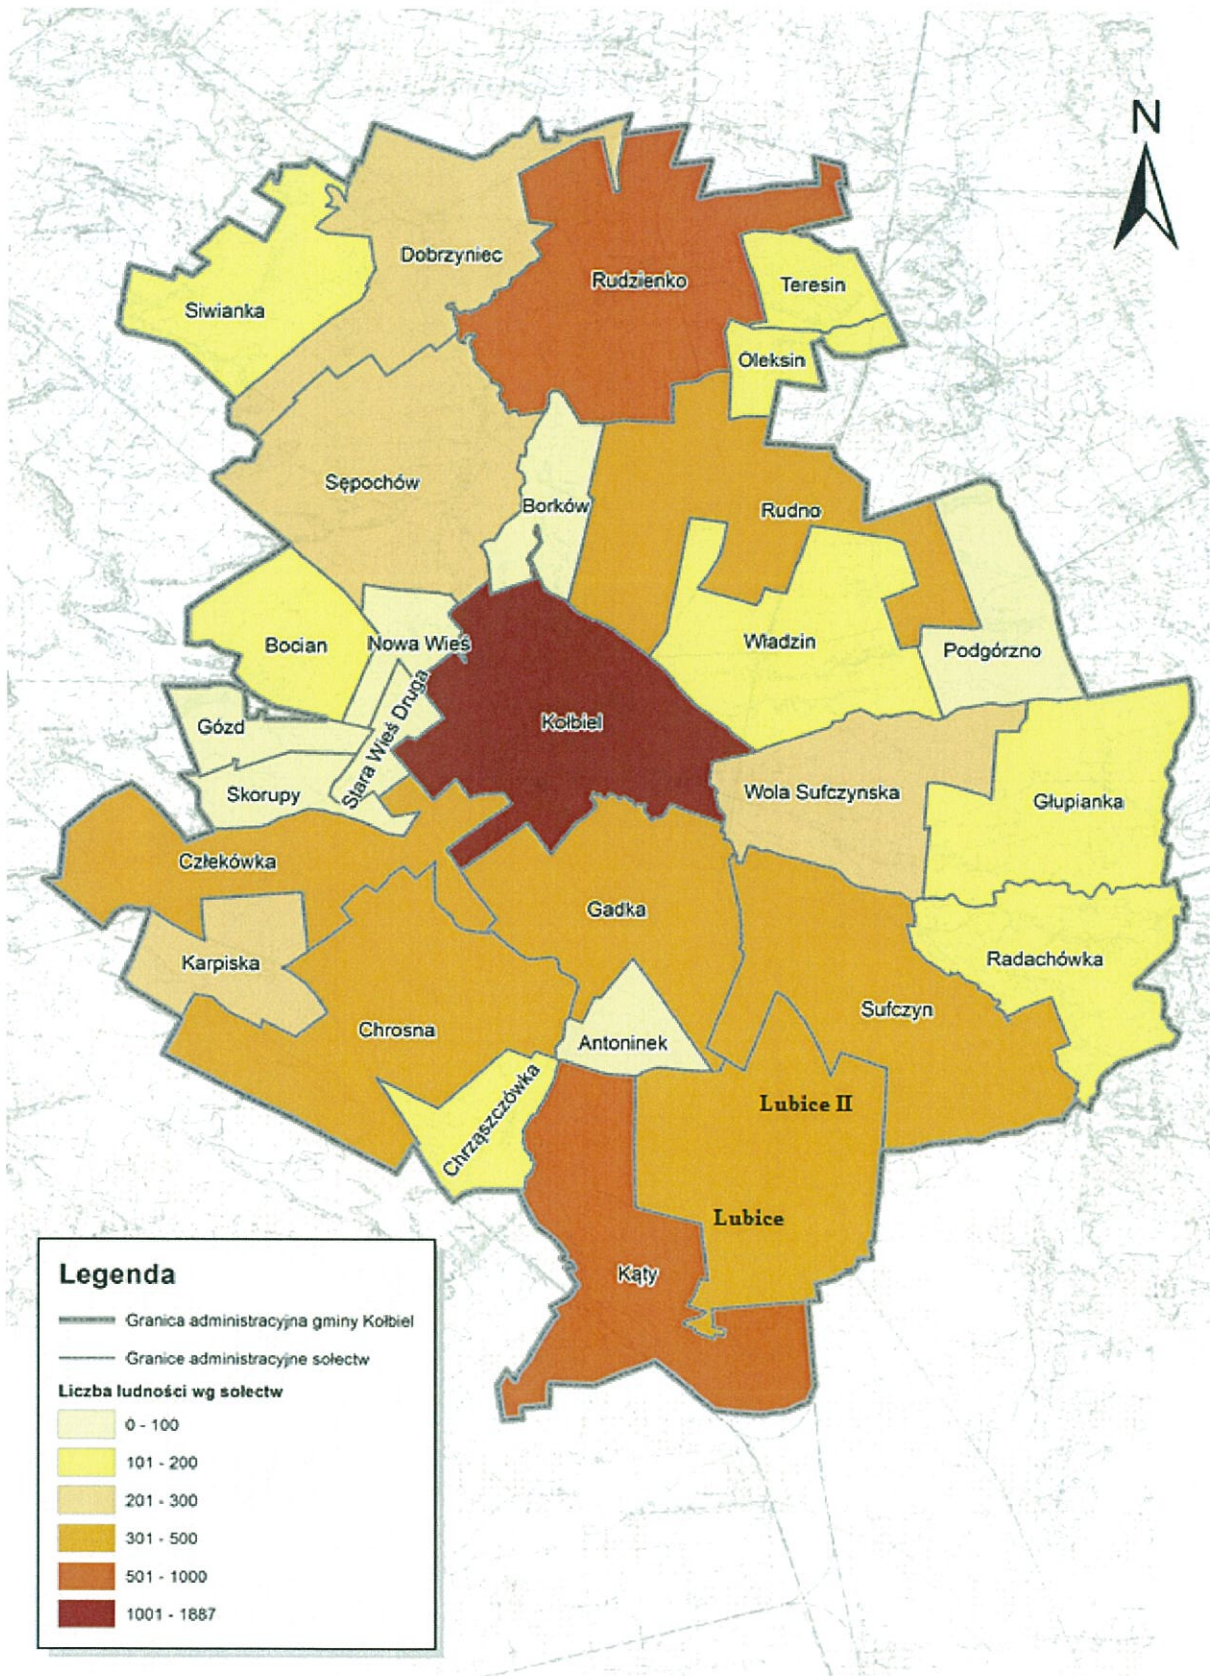 N
Dobrzyniec
Rudzienko
Teresin
Siwianka
Oleksin
Sępochów
Borków
Rudno
Bocian
Nowa Wieś
Władzin
Podgórzno
Gózd
Stara Wieś Druga
Kołbiel
Skorupy
Wola Sufczynska
Głupianka
Człekówka
Gadka
Karpiska
Radachówka
Chrosna
Sufczyn
Antoninek
Chrząszczówka
Lubice II
Lubice
Kąty
Legenda
Granica administracyjna gminy Kołbiel
Granice administracyjne sołectw
Liczba ludności wg sołectw
0 - 100
101 - 200
201 - 300
301 - 500
501 - 1000
1001 - 1887